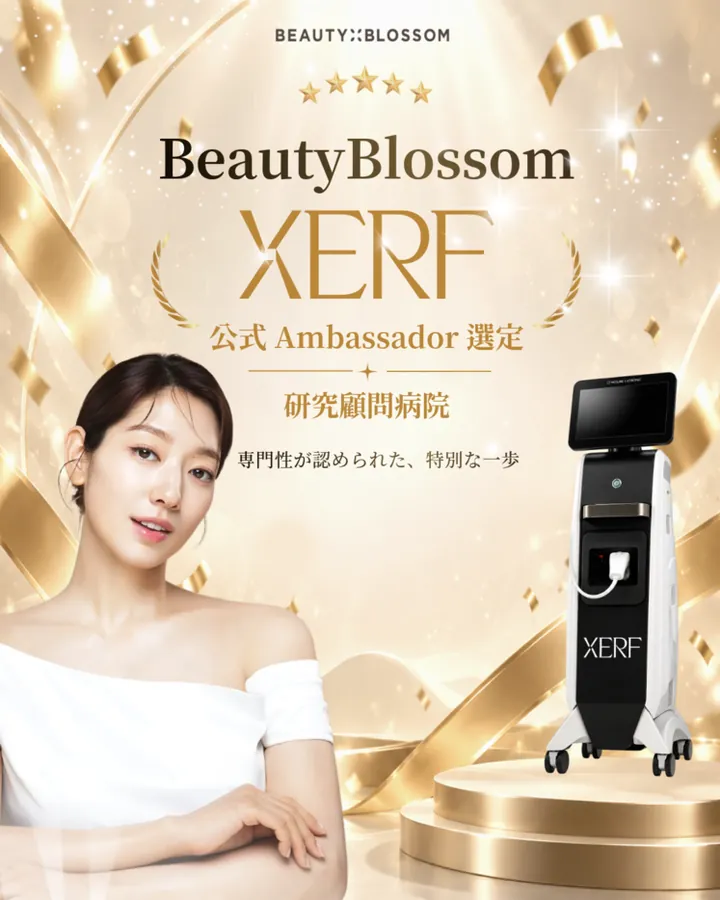 BEAUTY BLOSSOM
BeautyBlossom
XERF
公式 Ambassador 選定
研究顧問病院
専門性が認められた、特別な一歩
XERF